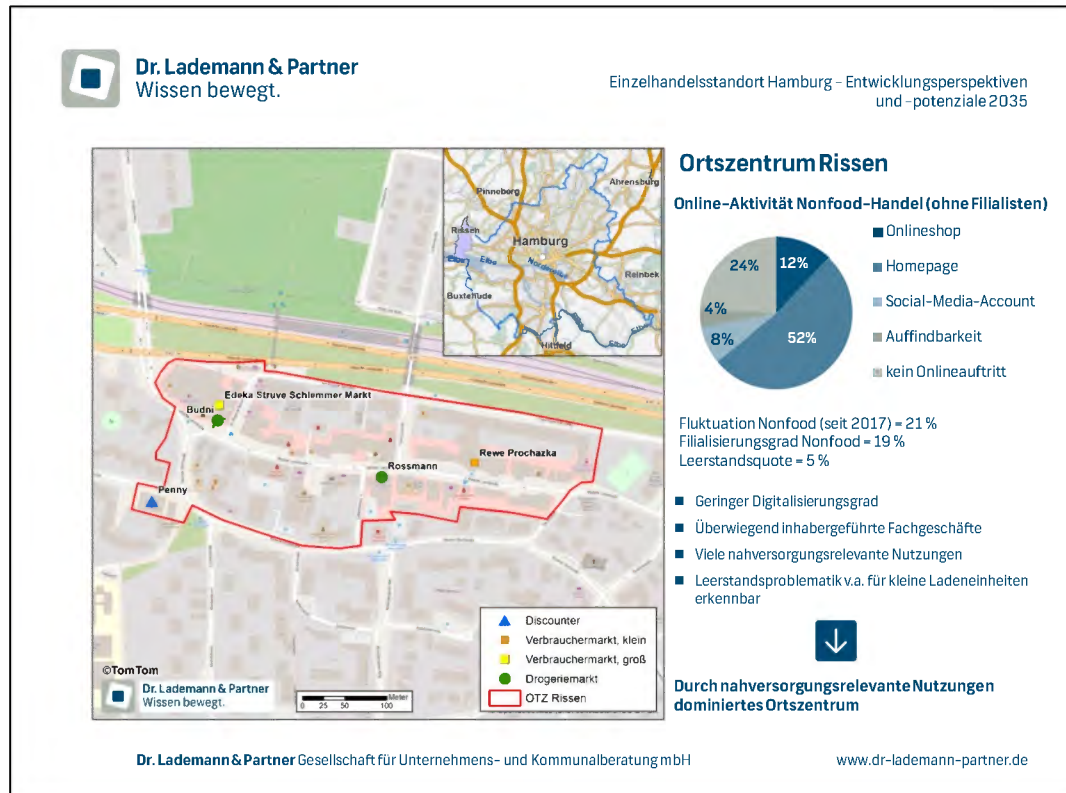 Dr. Lademann & Partner
Wissen bewegt.
Einzelhandelsstandort Hamburg - Entwicklungsperspektiven
und -potenziale 2035
Pinneberg
Ahrensburg
Rissen
Hamburg
Elbe
Elbe
Norderelbe
Reinbek
Buxtehude
Elbe
Hittfeld
Edeka Struve Schlemmer Markt
Budni
Rewe Prochazka
Rossmann
Penny
Discounter
Verbrauchermarkt, klein
Verbrauchermarkt, groß
Drogeriemarkt
OTZ Rissen
©TomTom
Dr. Lademann & Partner
Wissen bewegt.
Meter
0 25 50 100
Ortszentrum Rissen
Online-Aktivität Nonfood-Handel (ohne Filialisten)
24%
12%
4%
8%
52%
Onlineshop
Homepage
Social-Media-Account
Auffindbarkeit
kein Onlineauftritt
Fluktuation Nonfood (seit 2017) = 21 %
Filialisierungsgrad Nonfood = 19 %
Leerstandsquote = 5 %
Geringer Digitalisierungsgrad
Überwiegend inhabergeführte Fachgeschäfte
Viele nahversorgungsrelevante Nutzungen
Leerstandsproblematik v.a. für kleine Ladeneinheiten
erkennbar
Durch nahversorgungsrelevante Nutzungen
dominiertes Ortszentrum
Dr. Lademann & Partner Gesellschaft für Unternehmens- und Kommunalberatung mbH
www.dr-lademann-partner.de